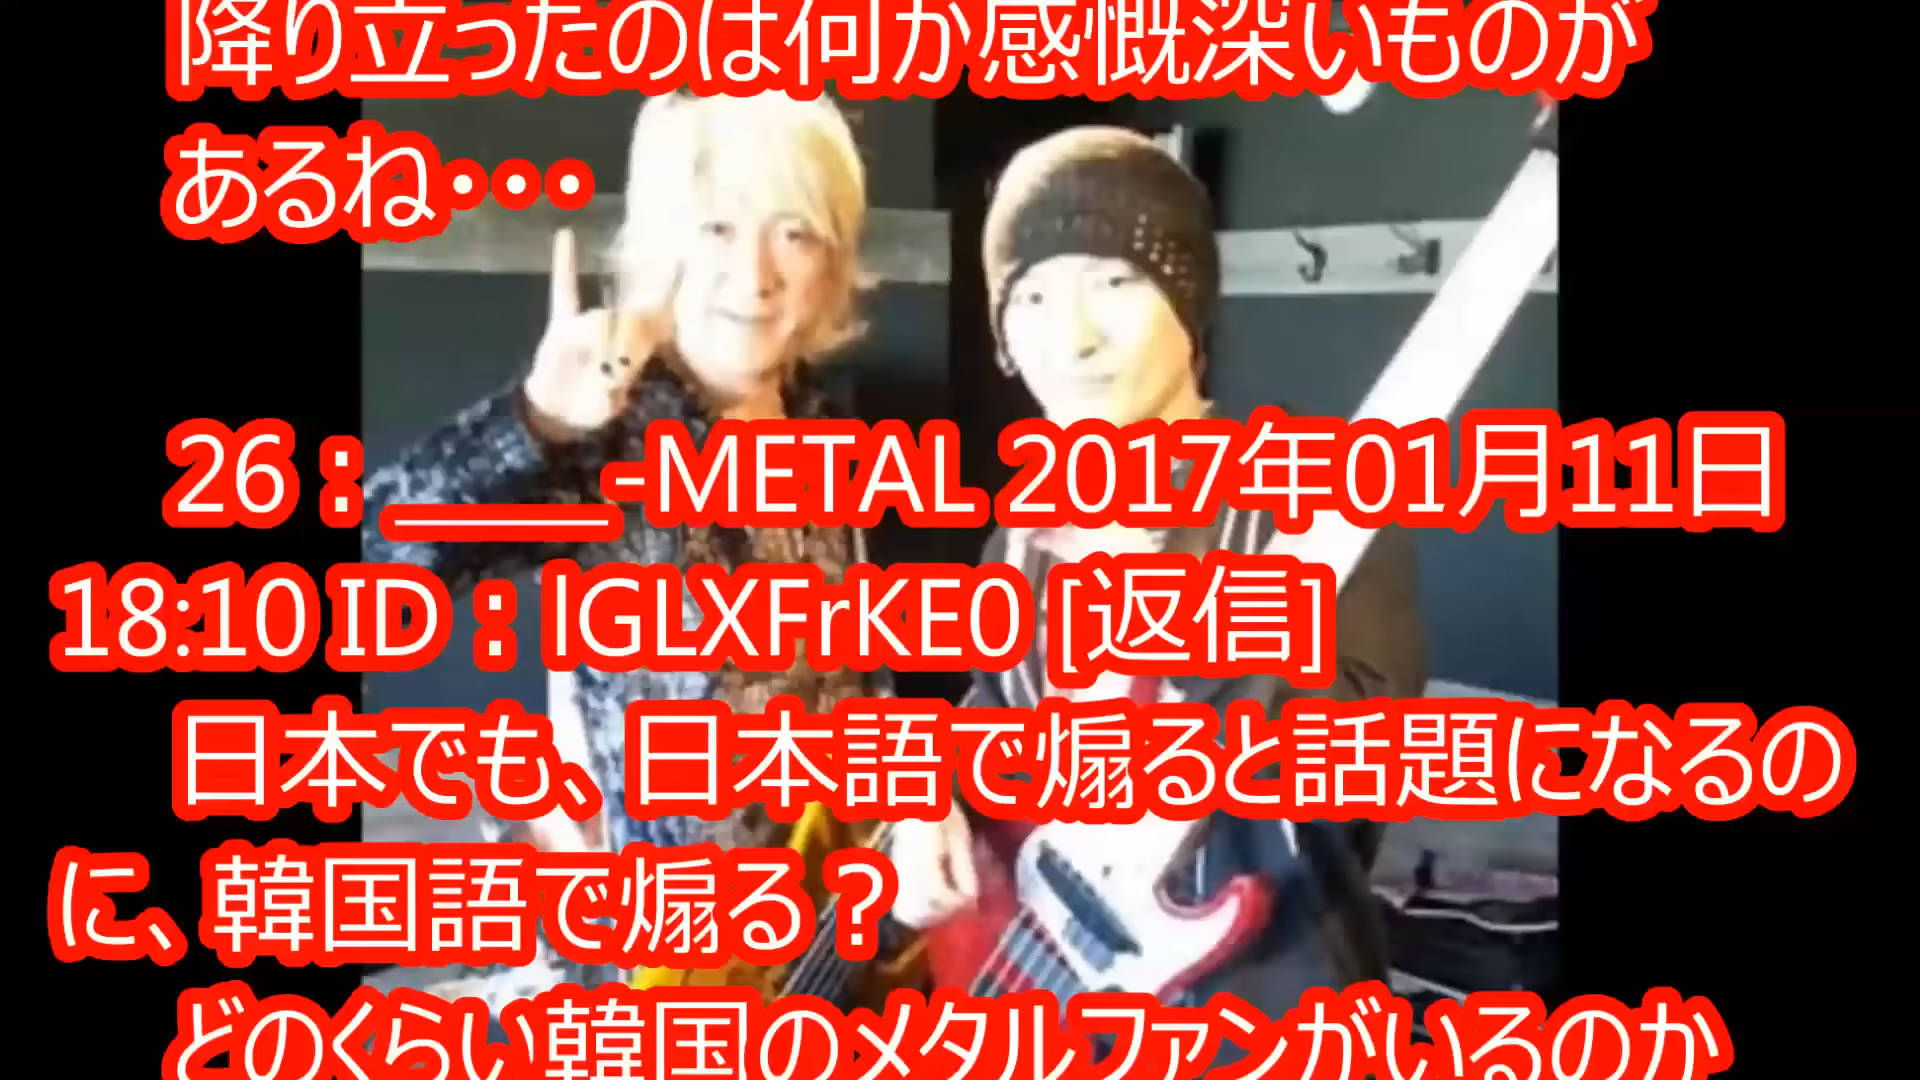 降り立ったのは何か感慨深いものが
あるね・・・
26：____-METAL 2017年01月11日
18:10 ID：lGLXFrKE0 [返信]
日本でも、日本語で煽ると話題になるの
に、韓国語で煽る？
どのくらい韓国のメタルファンがいるのか